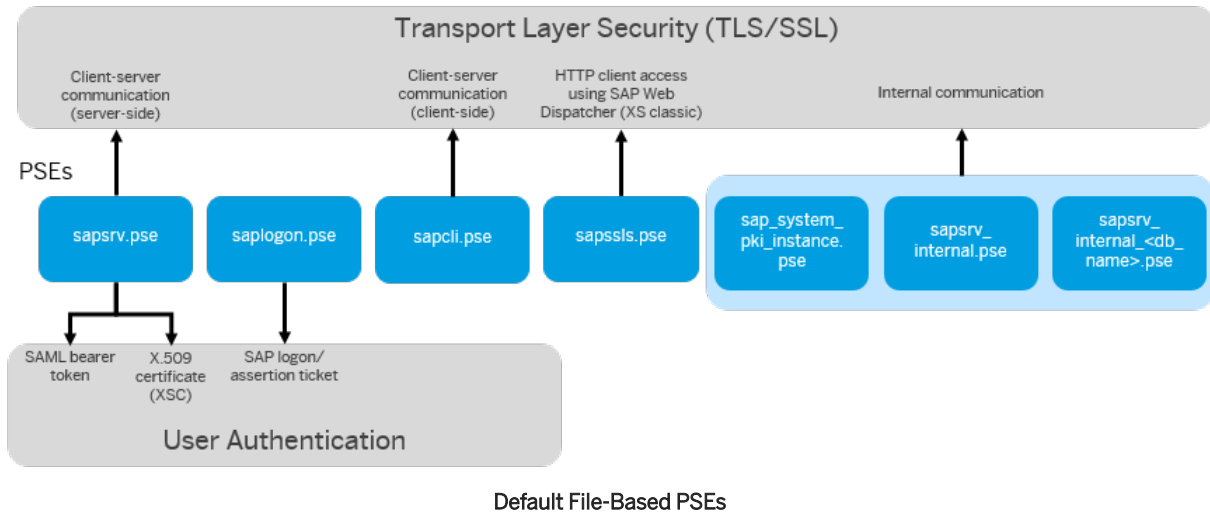 Transport Layer Security (TLS/SSL)
Client-server
communication
(server-side)
Client-server
communication
(client-side)
HTTP client access
using SAP Web
Dispatcher (XS classic)
Internal communication
PSEs
sapsrv.pse
saplogon.pse
sapcli.pse
sapssls.pse
sap_system_
pki_instance.
pse
sapsrv_
internal.pse
sapsrv_
internal_<db_
name>.pse
SAML bearer
token
X.509
certificate
(XSC)
SAP logon/
assertion ticket
User Authentication
Default File-Based PSEs